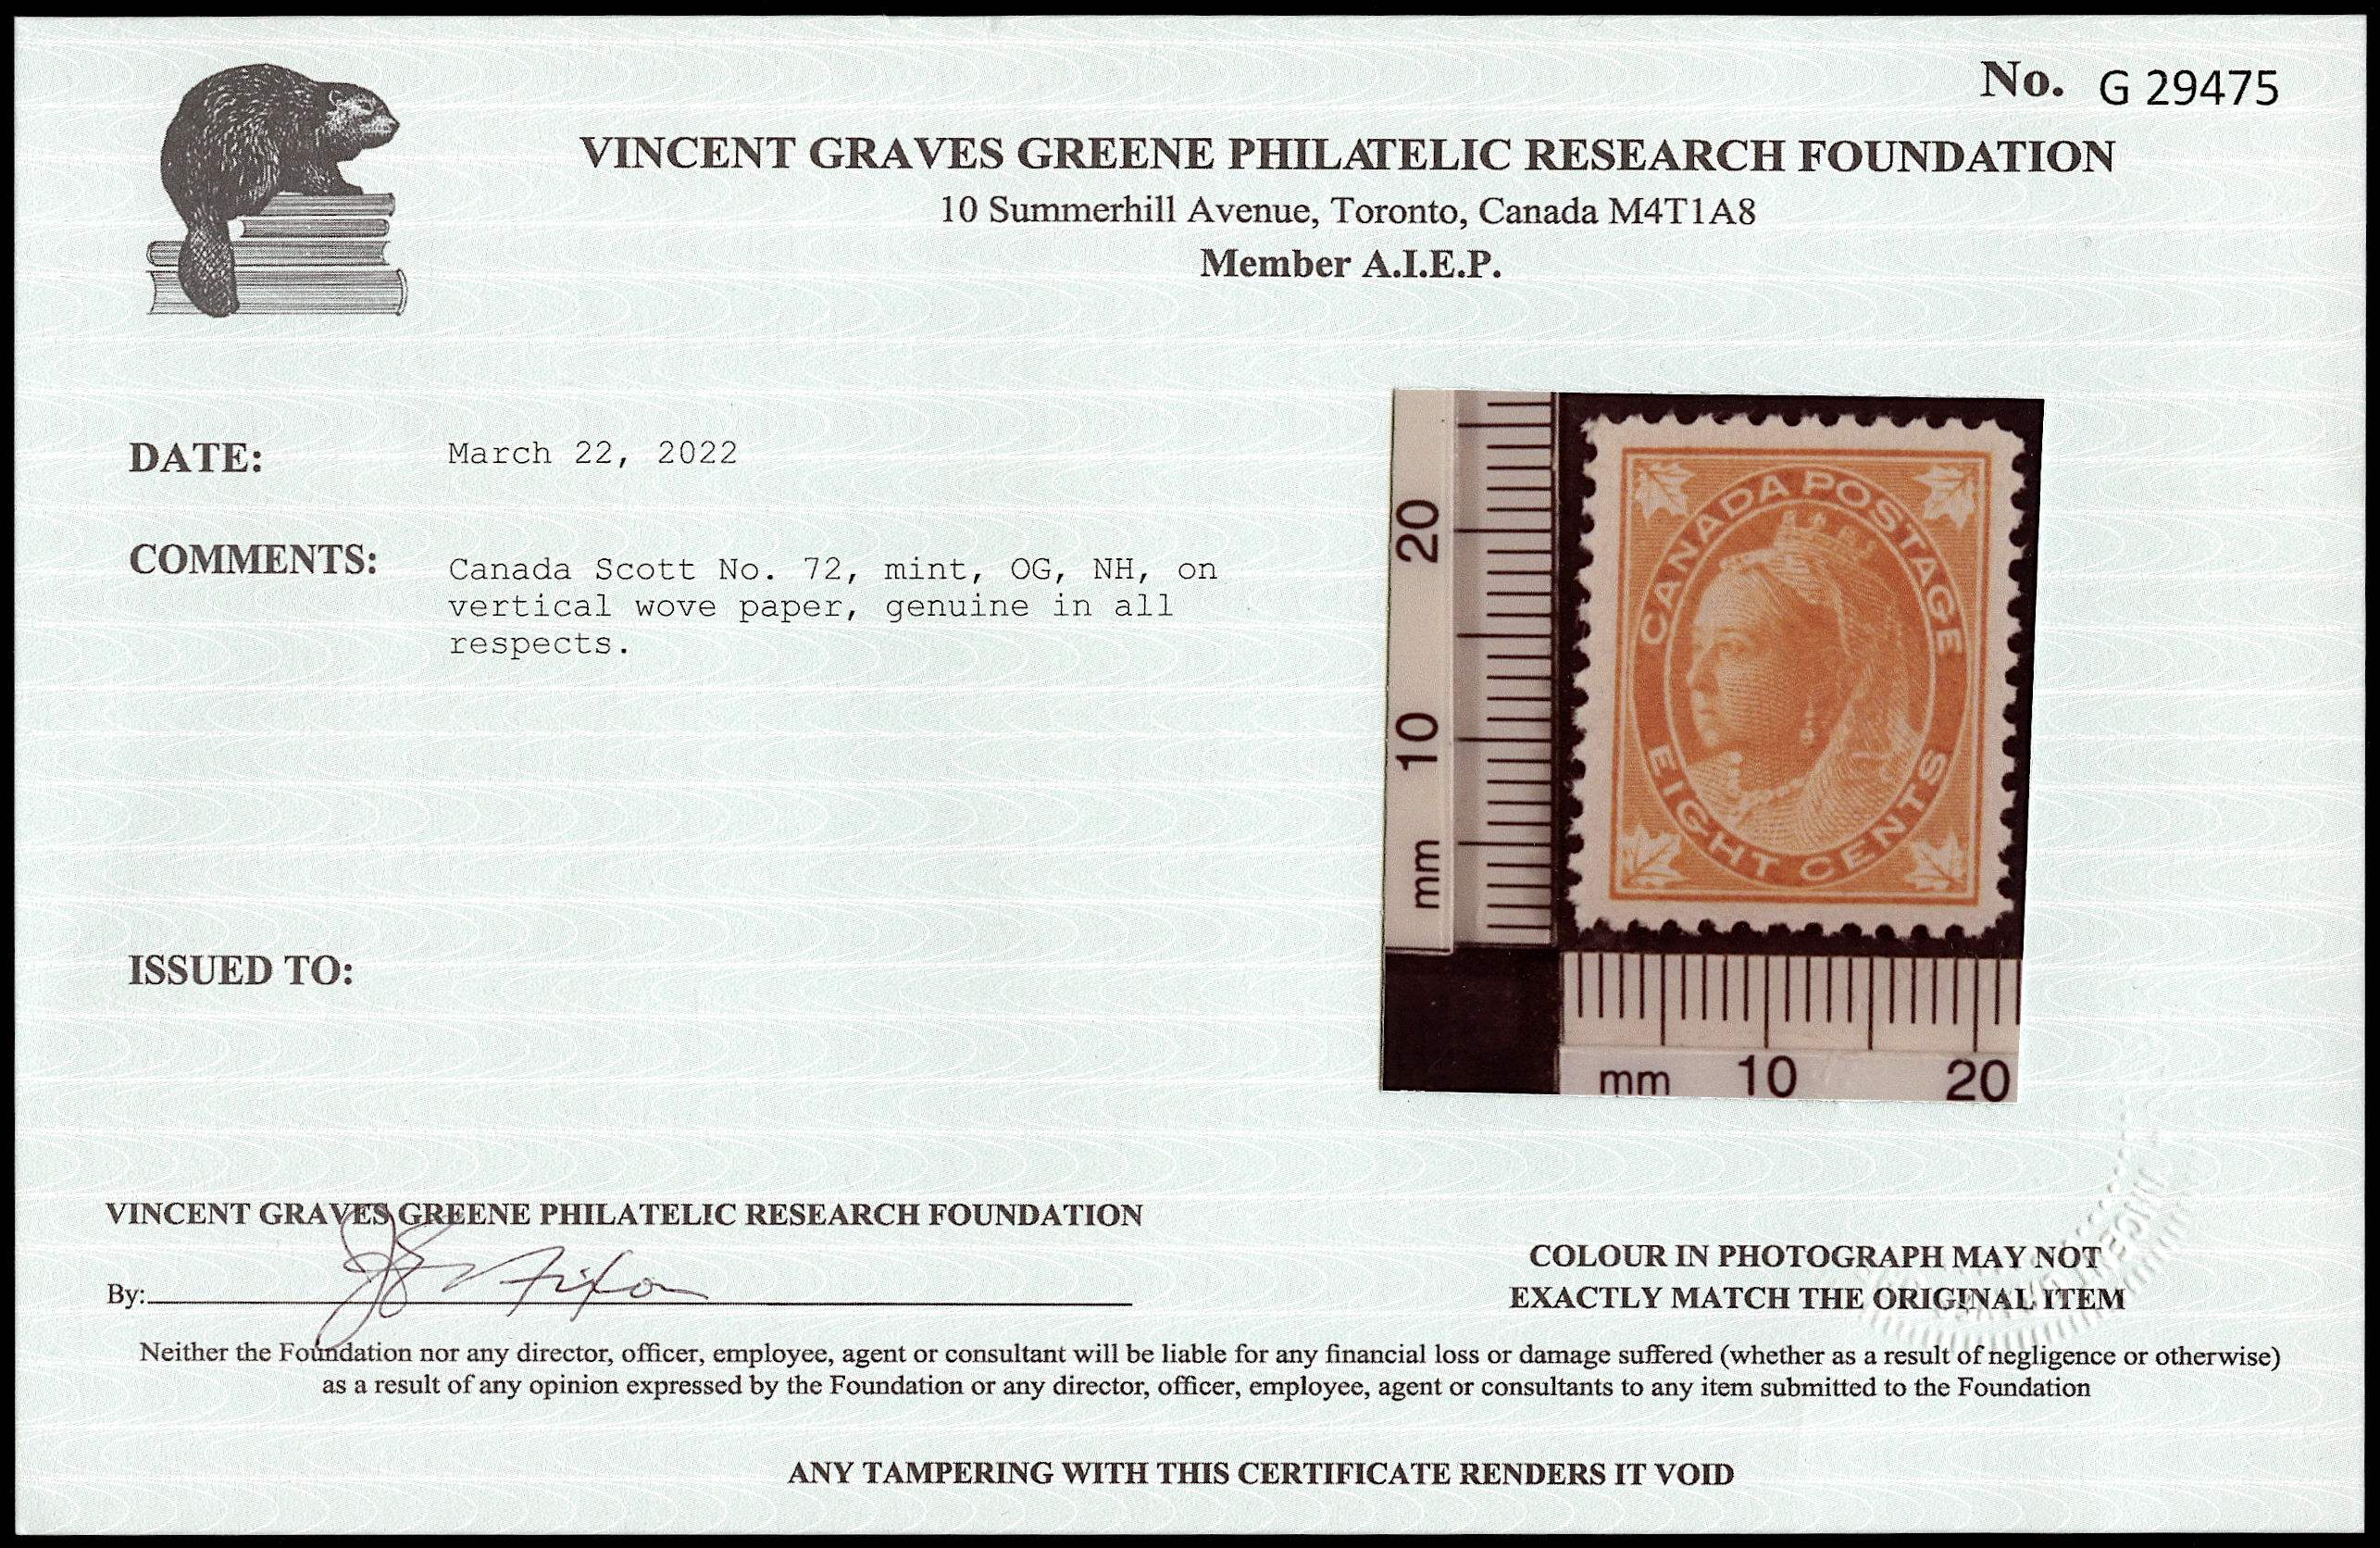 No. G 29475
VINCENT GRAVES GREENE PHILATELIC RESEARCH FOUNDATION
10 Summerhill Avenue, Toronto, Canada M4T1A8
Member A.I.E.P.
DATE: March 22, 2022
COMMENTS: Canada Scott No. 72, mint, OG, NH, on
vertical wove paper, genuine in all
respects.
20
10
mm
CANADA POSTAGE
EIGHT CENTS
mm 10 20
ISSUED TO:
VINCENT GRAVES GREENE PHILATELIC RESEARCH FOUNDATION
By:
COLOUR IN PHOTOGRAPH MAY NOT
EXACTLY MATCH THE ORIGINAL ITEM
Neither the Foundation nor any director, officer, employee, agent or consultant will be liable for any financial loss or damage suffered (whether as a result of negligence or otherwise)
as a result of any opinion expressed by the Foundation or any director, officer, employee, agent or consultants to any item submitted to the Foundation
ANY TAMPERING WITH THIS CERTIFICATE RENDERS IT VOID